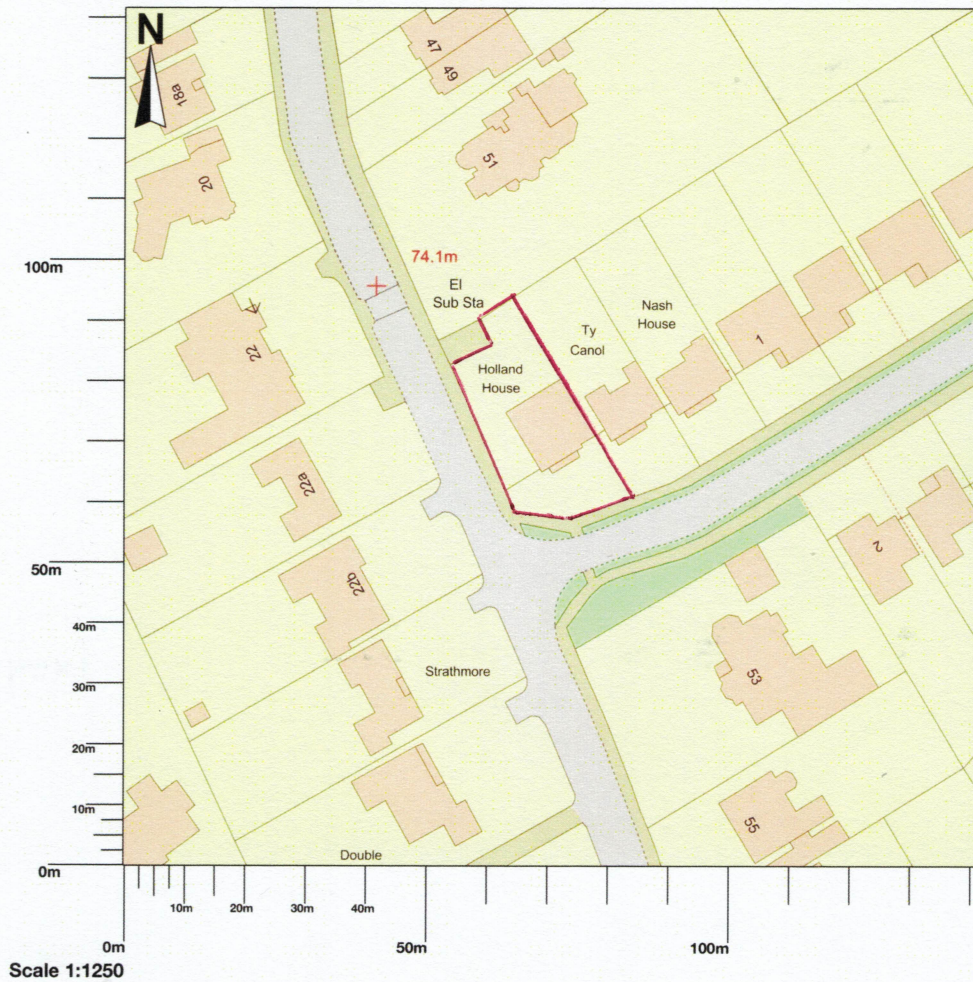 N
47
49
18a
51
20
74.1m
100m
El
Sub Sta
Nash
House
Ty
Canol
22
Holland
House
1
22a
50m
2
22b
40m
Strathmore
53
30m
20m
10m
55
Double
0m
10m
20m
30m
40m
0m
50m
100m
Scale 1:1250